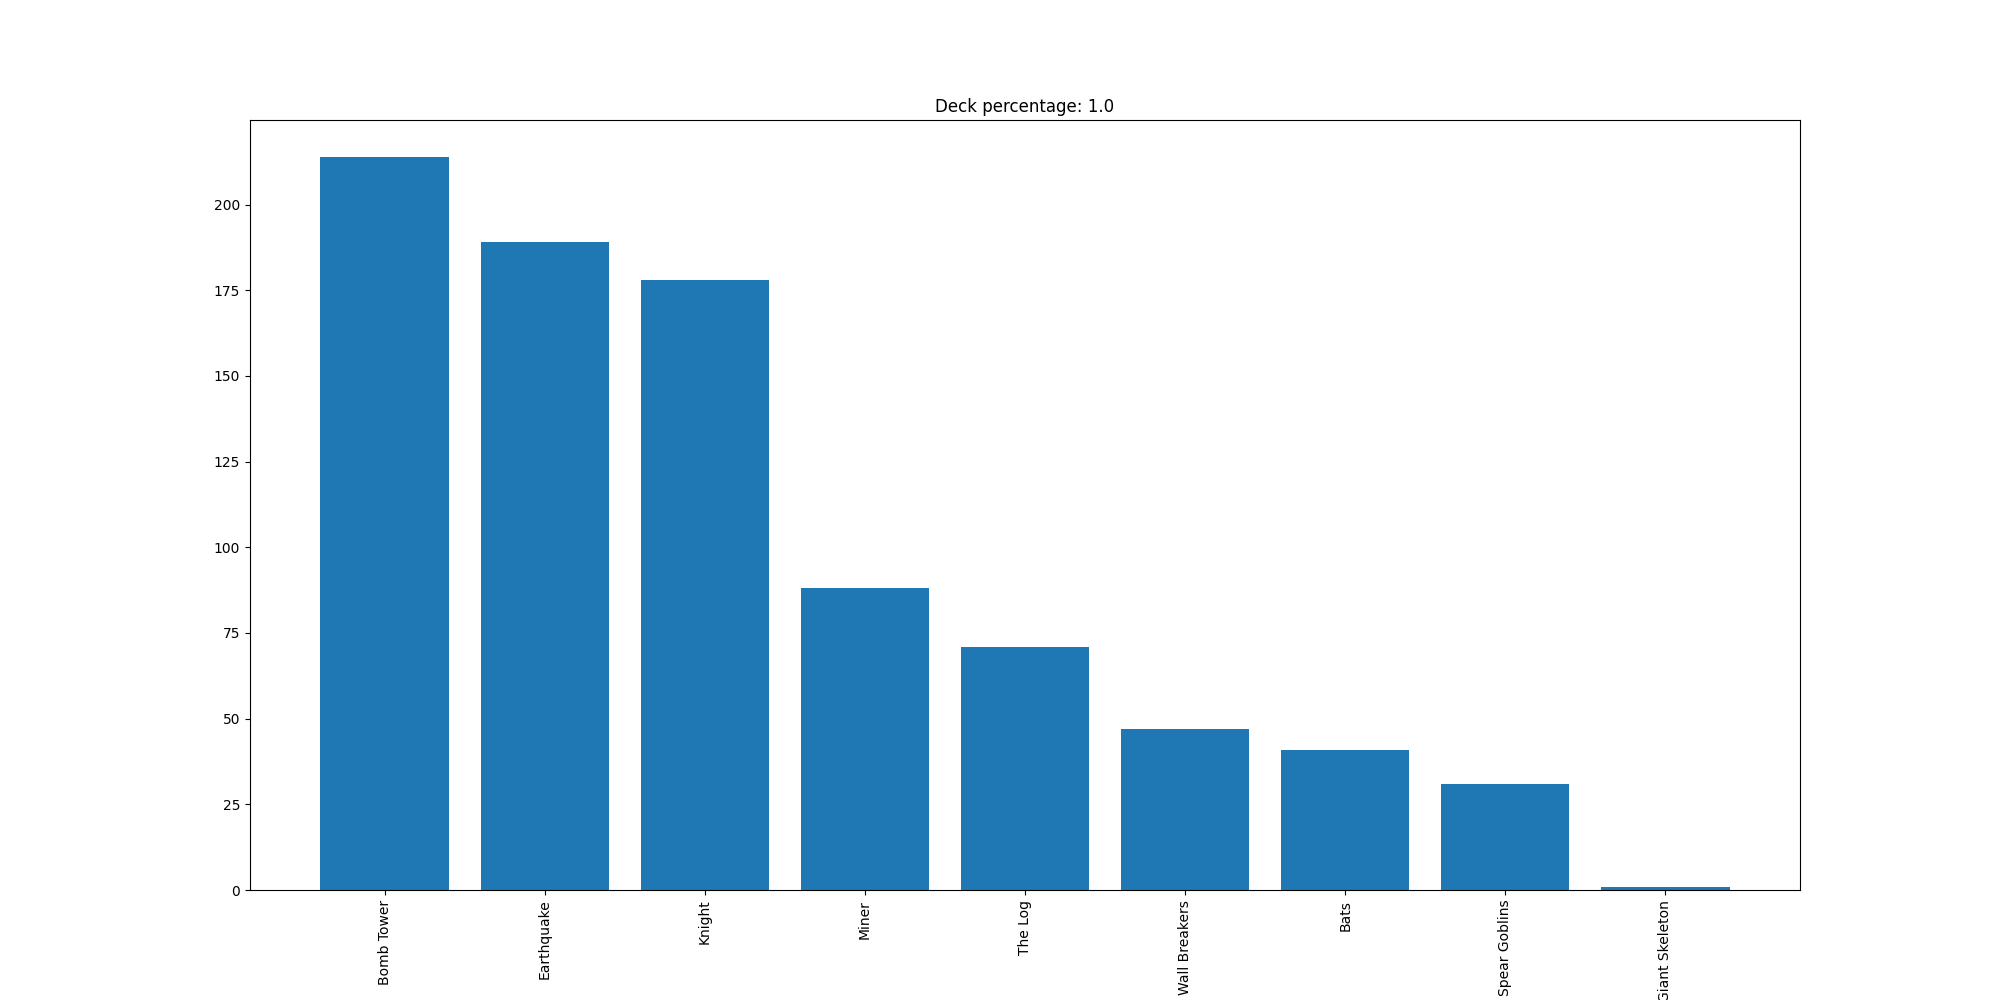 Deck percentage: 1.0
200
175
150
125
100
75
50
25
0
Bomb Tower
Earthquake
Knight
Miner
The Log
Wall Breakers
Bats
Spear Goblins
Giant Skeleton